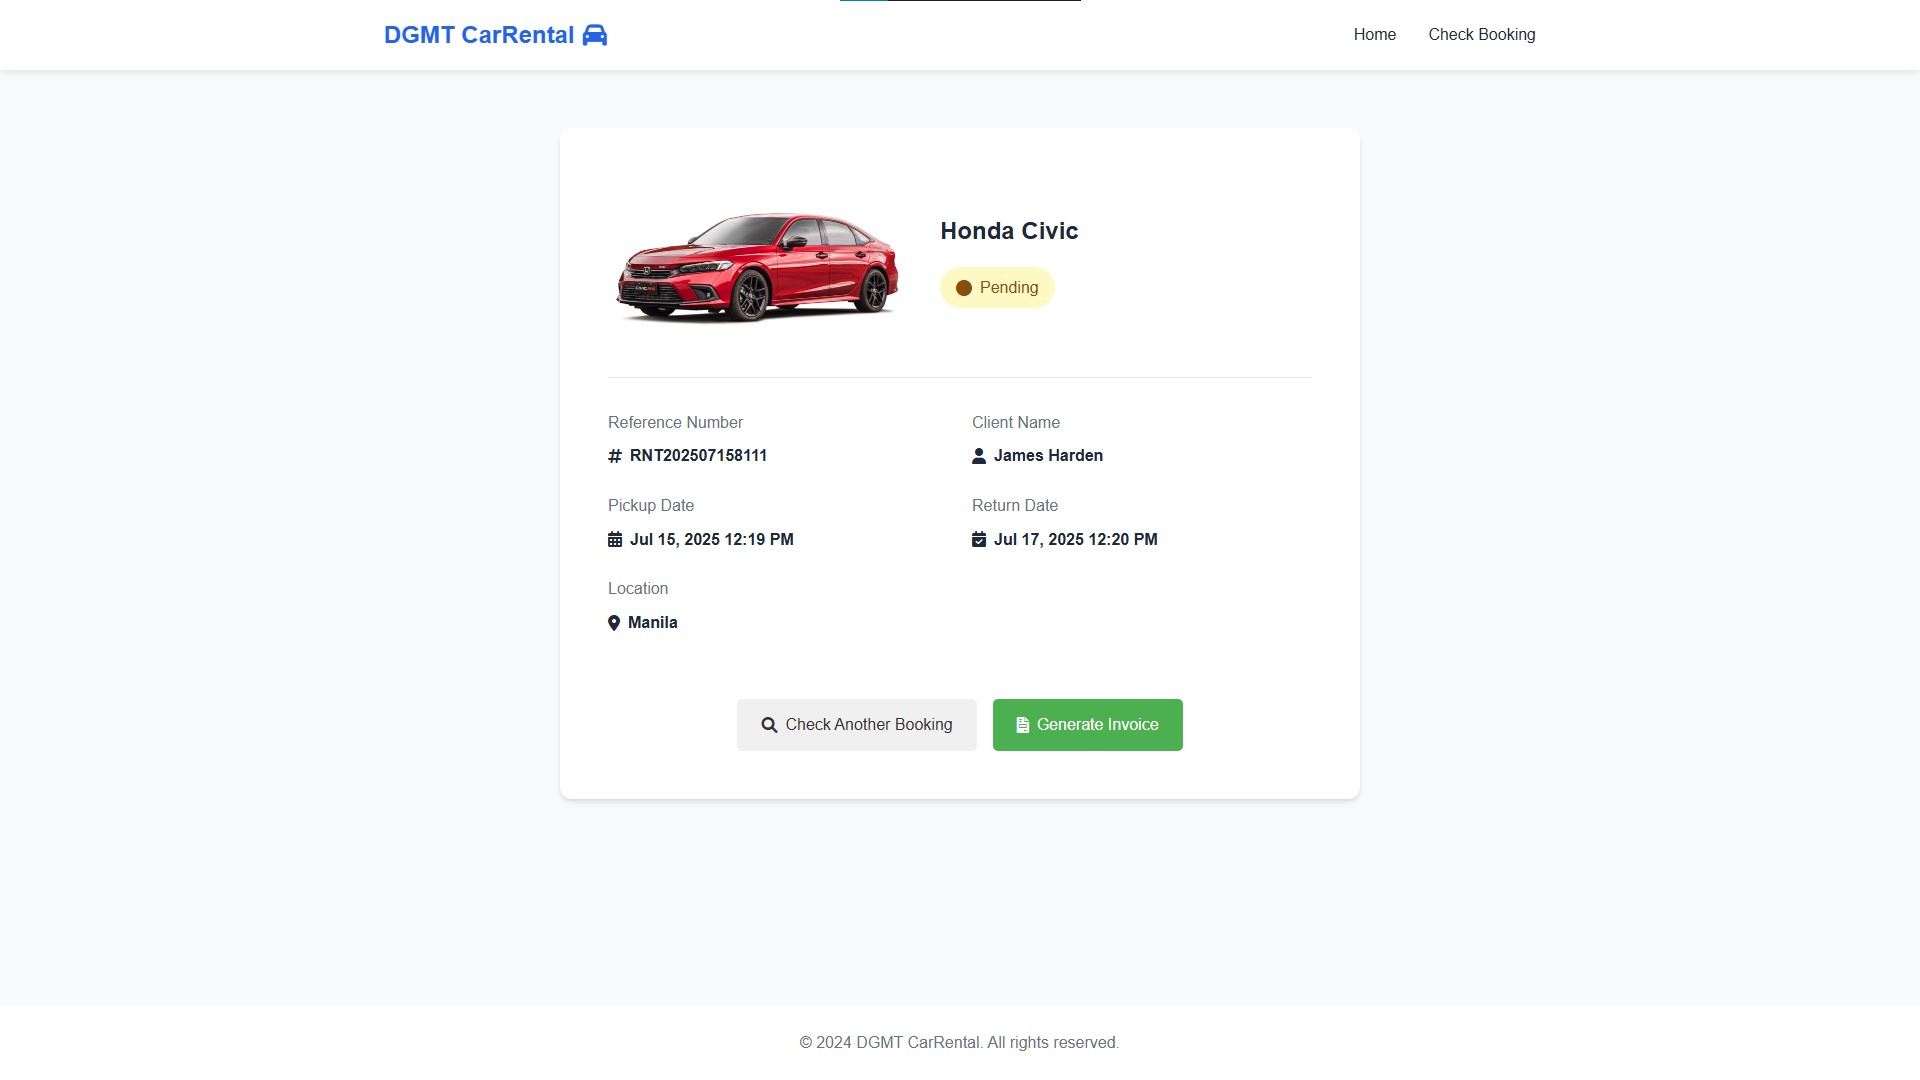 DGMT CarRental
Home
Check Booking
Honda Civic
Pending
Reference Number
Client Name
# RNT202507158111
James Harden
Pickup Date
Return Date
Jul 15, 2025 12:19 PM
Jul 17, 2025 12:20 PM
Location
Manila
Check Another Booking
Generate Invoice
© 2024 DGMT CarRental. All rights reserved.